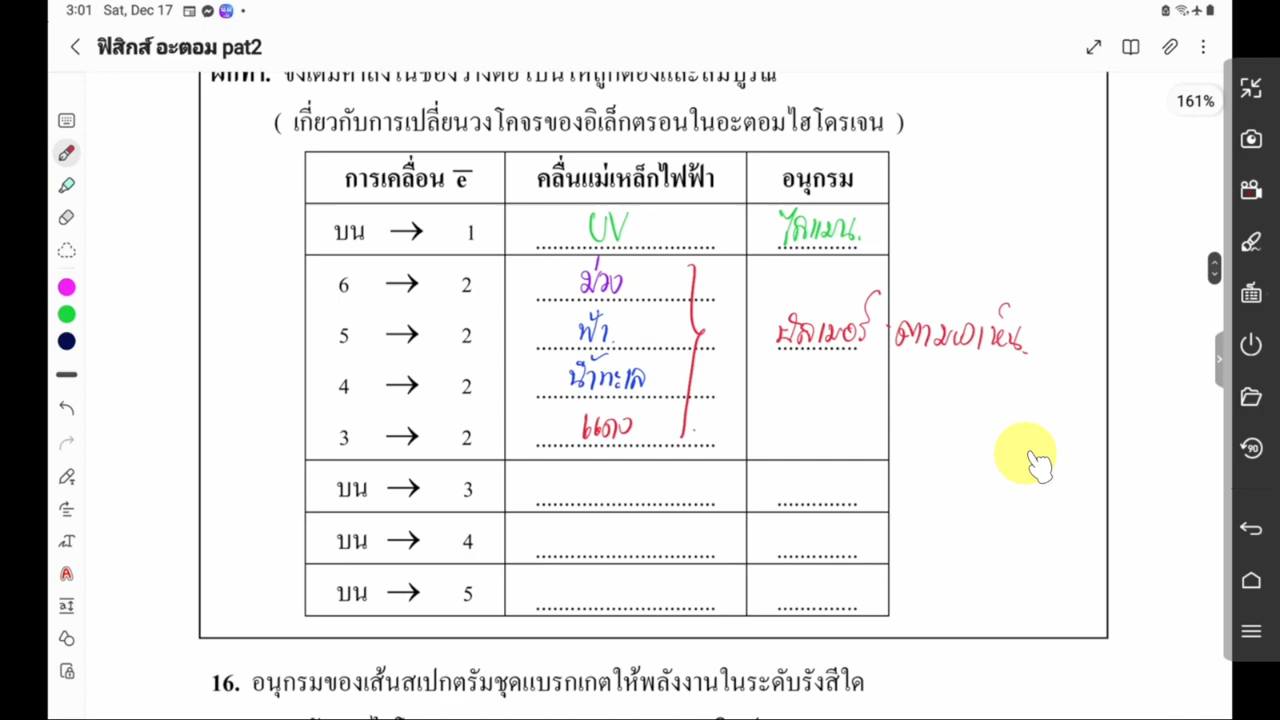 3:01 Sat, Dec 17
ฟิสิกส์ อะตอม pat2
161%
( เกี่ยวกับการเปลี่ยนวงโคจรของอิเล็กตรอนในอะตอมไฮโดรเจน )
การเคลื่อน e̅ คลื่นแม่เหล็กไฟฟ้า อนุกรม
บน → 1 UV ไลแมน.
6 → 2 ม่วง
5 → 2 ฟ้า. บัลเมอร์ ตามองเห็น.
4 → 2 น้ำทะเล
3 → 2 แดง
บน → 3 ........................ .............
บน → 4 ........................ .............
บน → 5 ........................ .............
16. อนุกรมของเส้นสเปกตรัมชุดแบรกเกตให้พลังงานในระดับรังสีใด